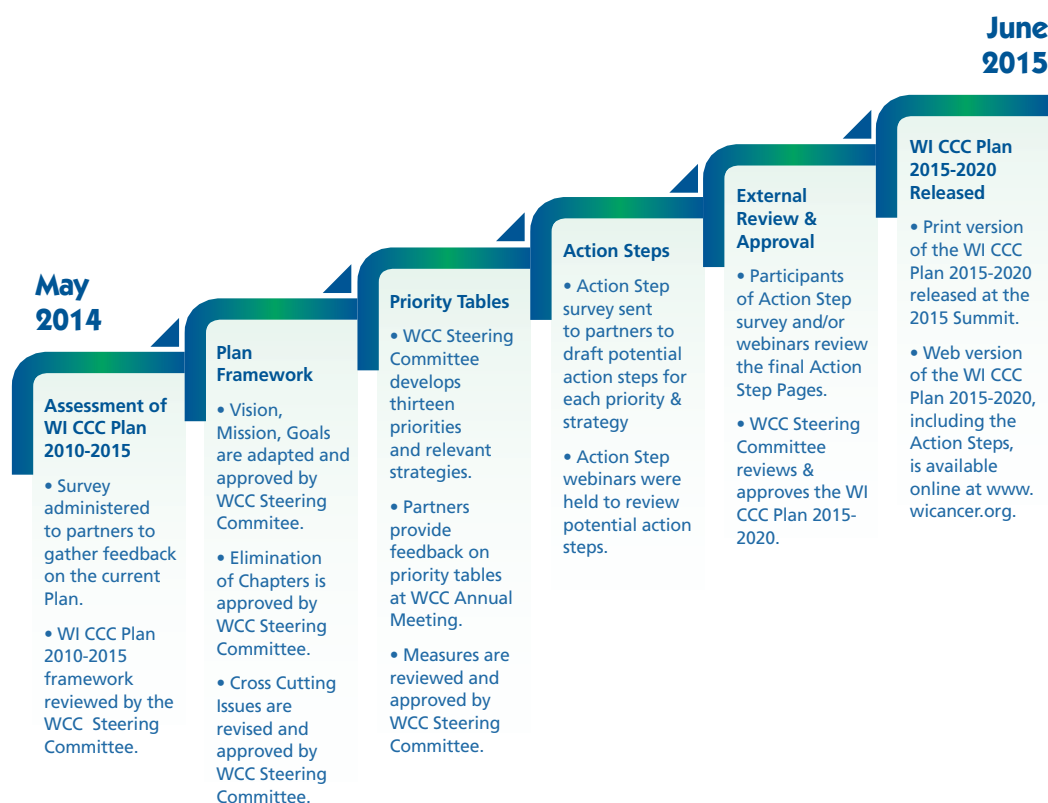 May
2014
Assessment of
WI CCC Plan
2010-2015
• Survey
administered
to partners to
gather feedback
on the current
Plan.
• WI CCC Plan
2010-2015
framework
reviewed by the
WCC Steering
Committee.
Plan
Framework
• Vision,
Mission, Goals
are adapted and
approved by
WCC Steering
Commitee.
• Elimination
of Chapters is
approved by
WCC Steering
Committee.
• Cross Cutting
Issues are
revised and
approved by
WCC Steering
Committee.
Priority Tables
• WCC Steering
Committee
develops
thirteen
priorities
and relevant
strategies.
• Partners
provide
feedback on
priority tables
at WCC Annual
Meeting.
• Measures are
reviewed and
approved by
WCC Steering
Committee.
Action Steps
• Action Step
survey sent
to partners to
draft potential
action steps for
each priority &
strategy
• Action Step
webinars were
held to review
potential action
steps.
External
Review &
Approval
• Participants
of Action Step
survey and/or
webinars review
the final Action
Step Pages.
• WCC Steering
Committee
reviews &
approves the WI
CCC Plan 2015-
2020.
June
2015
WI CCC Plan
2015-2020
Released
• Print version
of the WI CCC
Plan 2015-2020
released at the
2015 Summit.
• Web version
of the WI CCC
Plan 2015-2020,
including the
Action Steps,
is available
online at www.
wicancer.org.